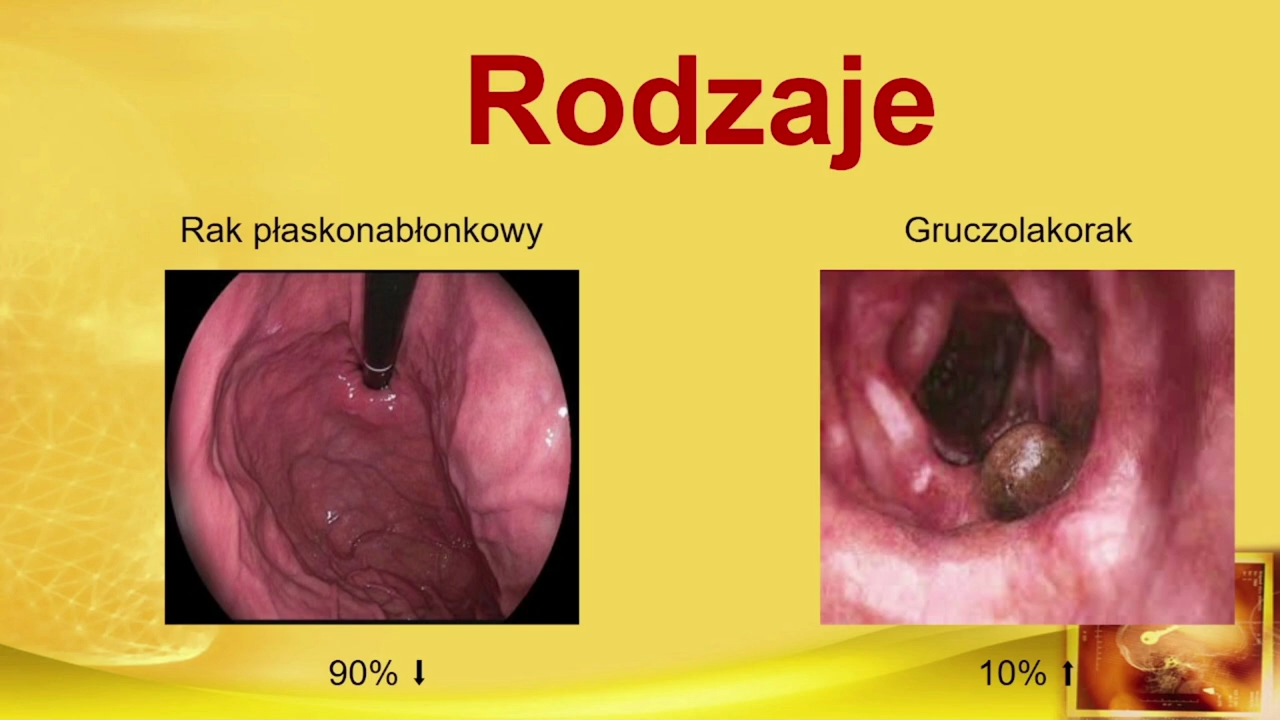 Rodzaje
Rak płaskonabłonkowy
Gruczolakorak
90% ⬇
10% ⬆